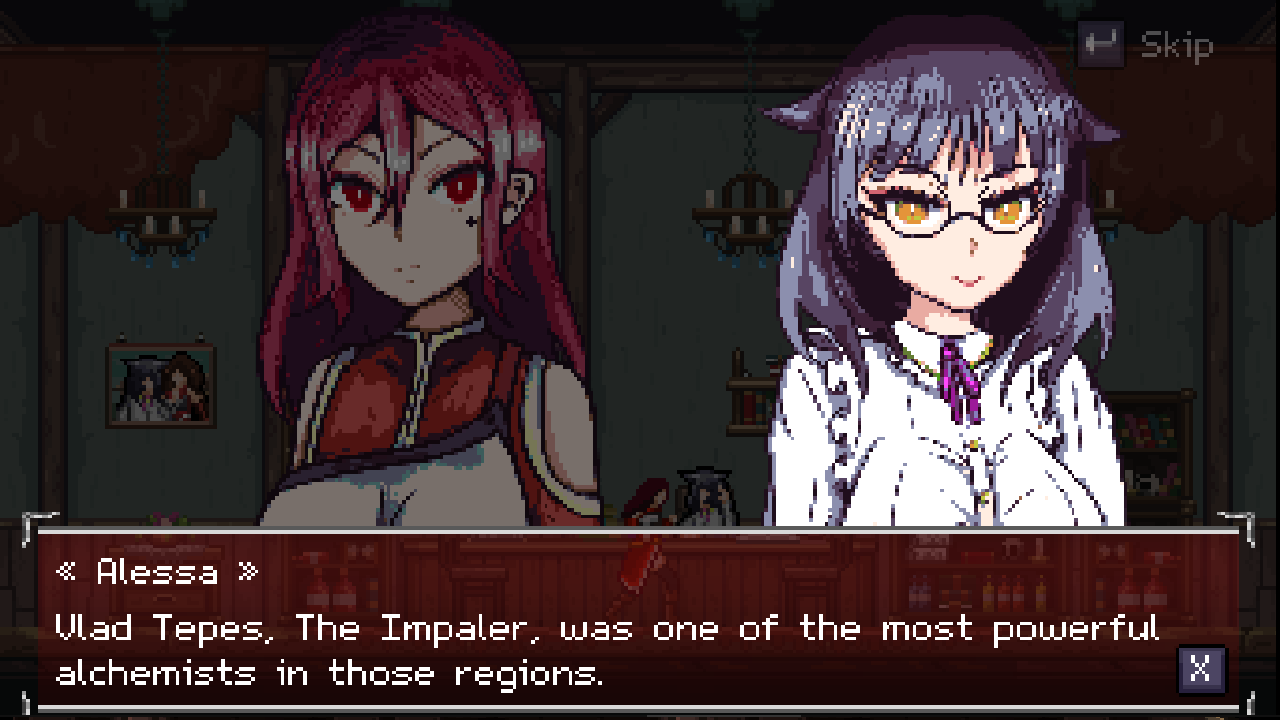 Skip
« Alessa »
Vlad Tepes, The Impaler, was one of the most powerful
alchemists in those regions.
X